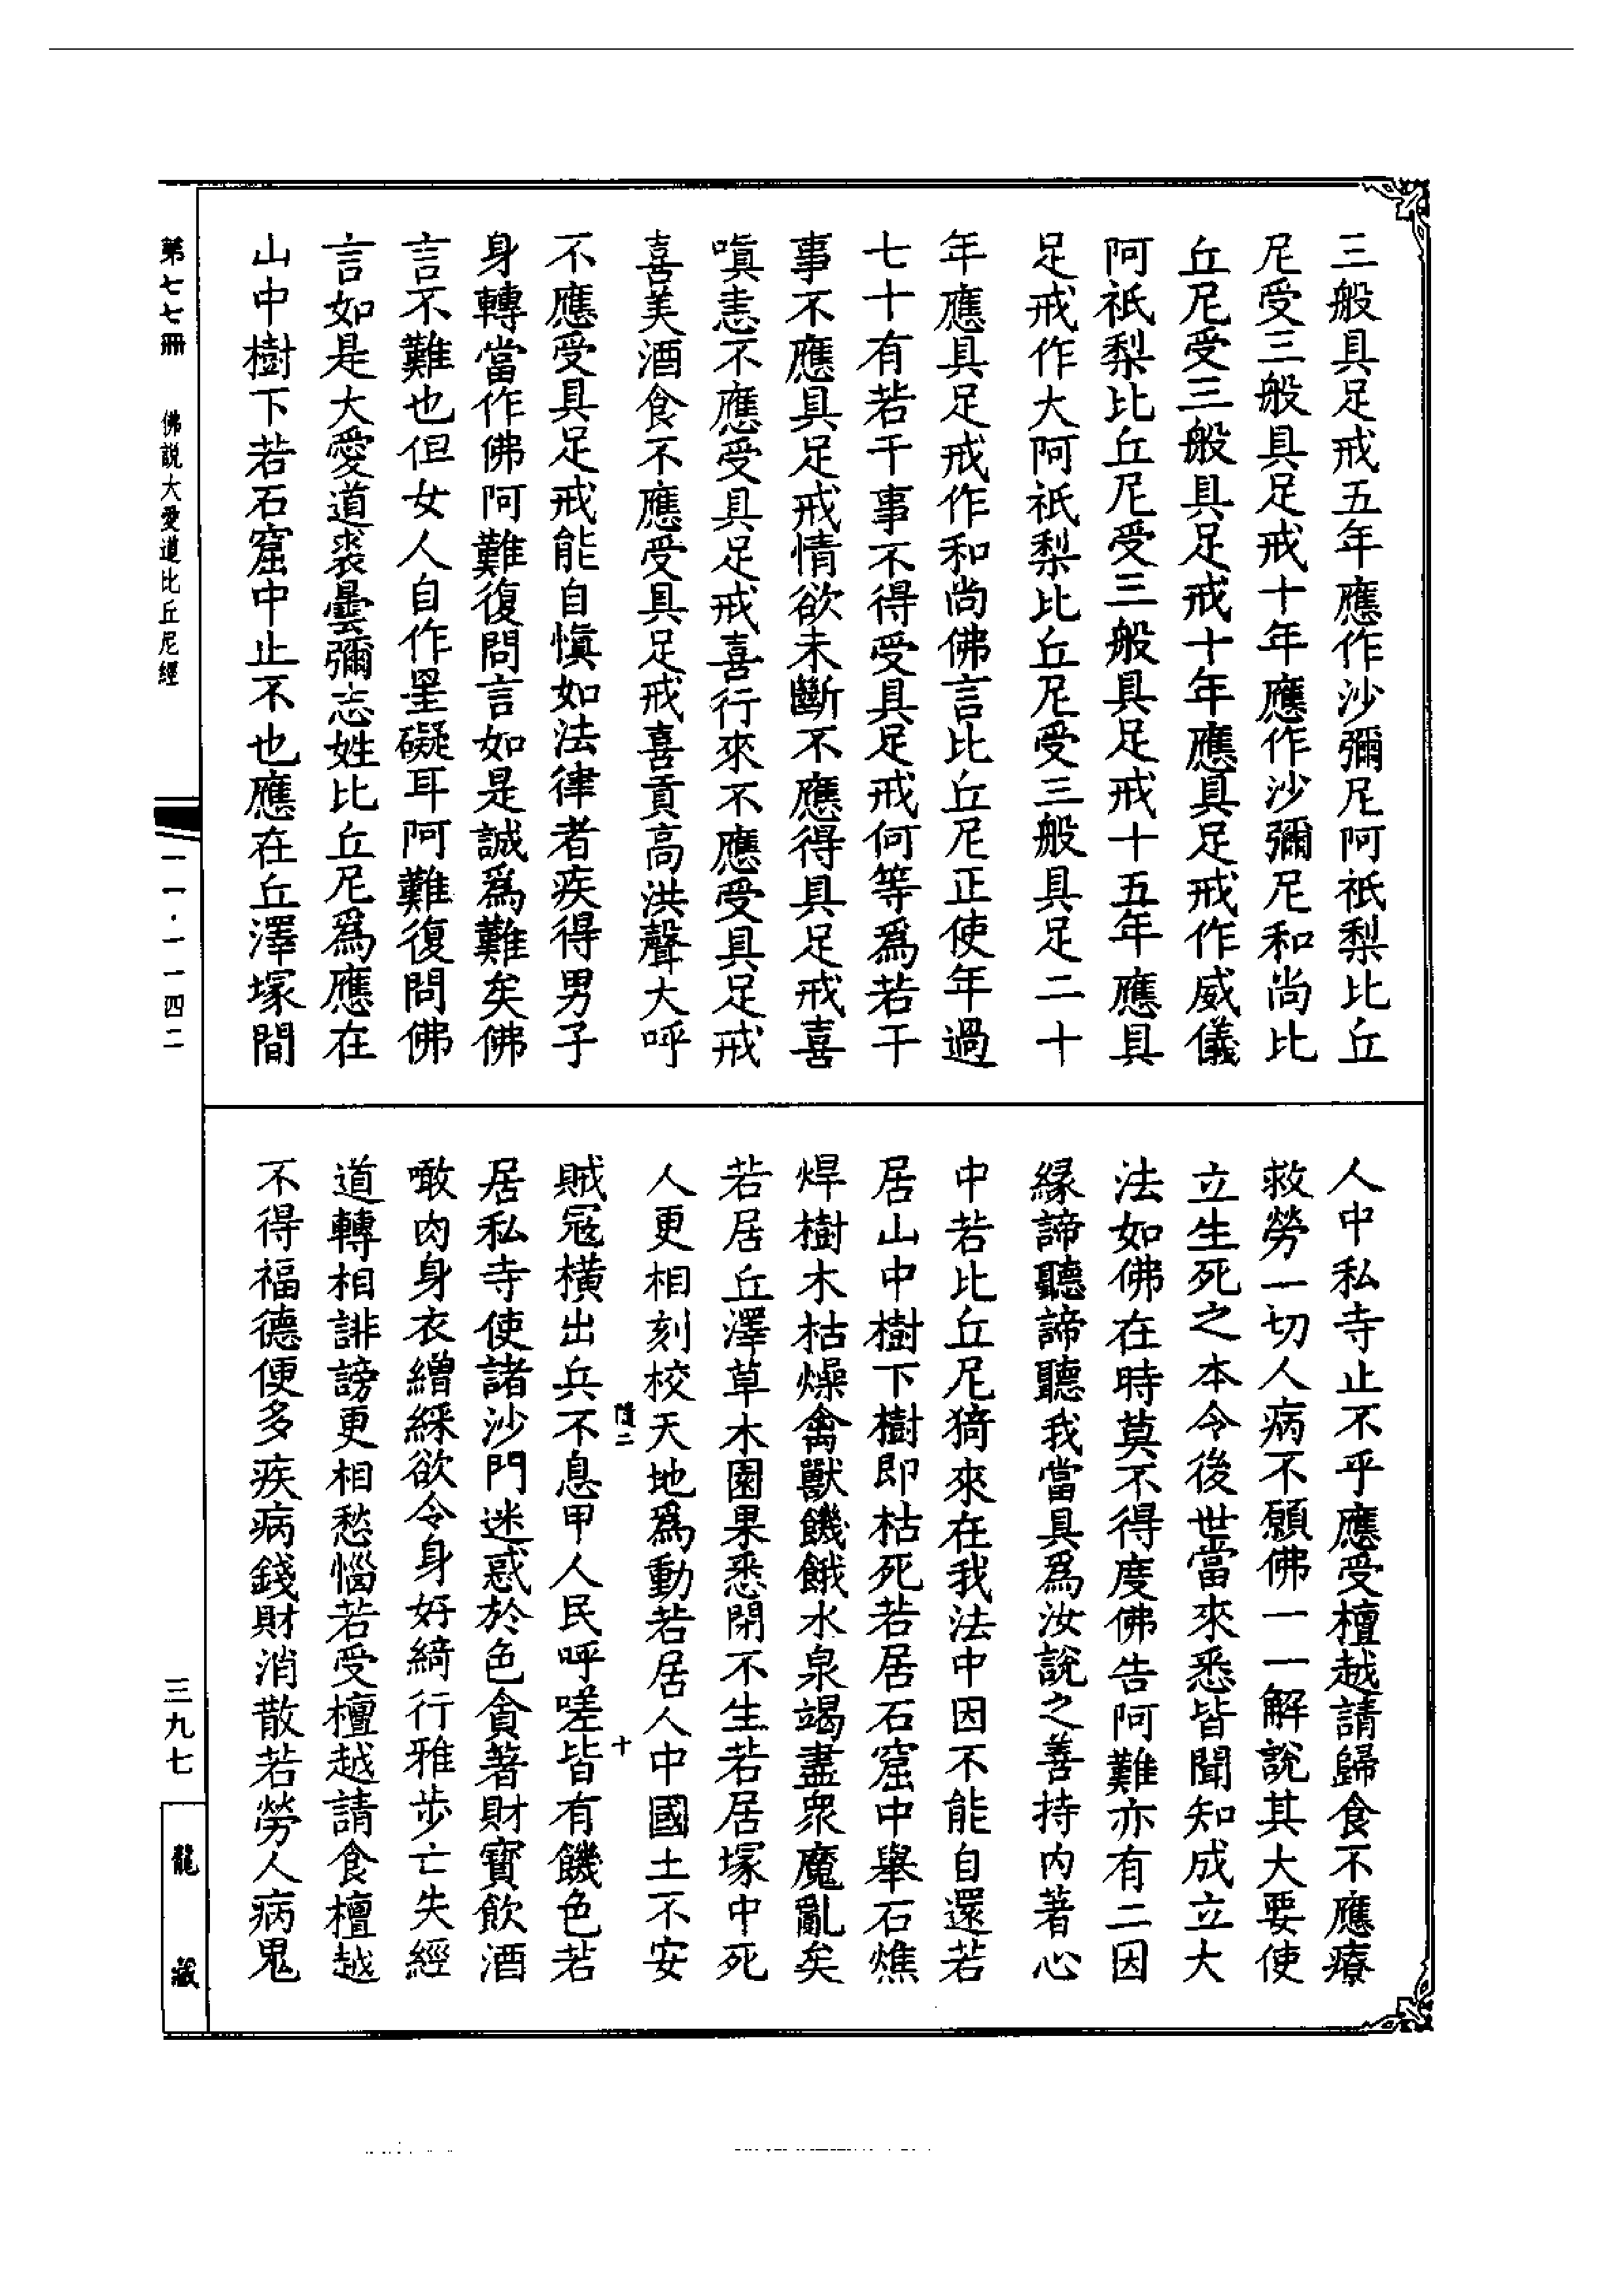 三般具足戒五年應作沙彌尼阿祇梨比丘
尼受三般具足戒十年應作沙彌尼和尚比
丘尼受三般具足戒十年應具足戒作威儀
阿祇梨比丘尼受三般具足戒十五年應具
足戒作大阿祇梨比丘尼受三般具足二十
年應具足戒作和尚佛言比丘尼正使年過
七十有若干事不得受具足戒何等爲若干
事不應具足戒情欲未斷不應得具足戒喜
嗔恚不應受具足戒喜行來不應受具足戒
喜美酒食不應受具足戒喜貢高洪聲大呼
不應受具足戒能自愼如法律者疾得男子
身轉當作佛阿難復問言如是誠爲難矣佛
言不難也但女人自作罣礙耳阿難復問佛
言如是大愛道裘曇彌志姓比丘尼爲應在
山中樹下若石窟中止不也應在丘澤塚間
人中私寺止不乎應受檀越請歸食不應療
救勞一切人病不願佛一一解說其大要使
立生死之本令後世當來悉皆聞知成立大
法如佛在時莫不得度佛告阿難亦有二因
緣諦聽諦聽我當具爲汝說之善持內著心
中若比丘尼猗來在我法中因不能自還若
居山中樹下樹即枯死若居石窟中舉石燋
焊樹木枯燥禽獸饑餓水泉竭盡衆魔亂矣
若居丘澤草木園果悉閉不生若居塚中死
人更相刻校天地爲動若居人中國土不安
賊冦橫出兵不息甲人民呼嗟皆有饑色若
居私寺使諸沙門迷惑於色貪著財寶飲酒
噉肉身衣繒綵欲令身好綺行雅步亡失經
道轉相誹謗更相愁惱若受檀越請食檀越
不得福德便多疾病錢財消散若勞人病鬼
隨二
十
第七七冊 佛説大愛道比丘尼經
一一·一一四二
三九七
龍藏